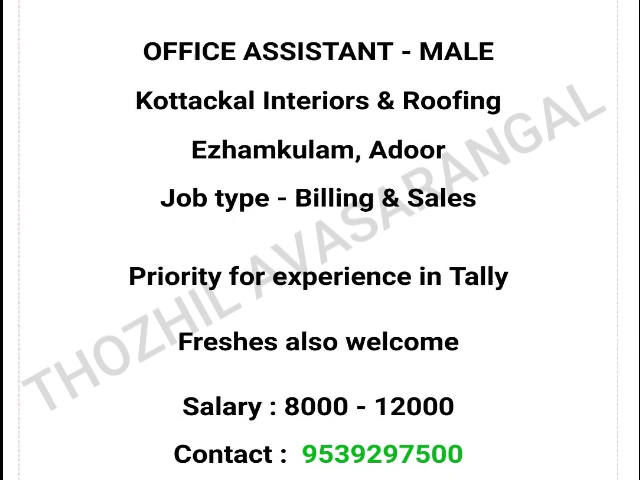 OFFICE ASSISTANT - MALE
Kottackal Interiors & Roofing
Ezhamkulam, Adoor
Job type - Billing & Sales
Priority for experience in Tally
Freshes also welcome
Salary : 8000 - 12000
Contact : 9539297500
THOZHIL AVASARANGAL